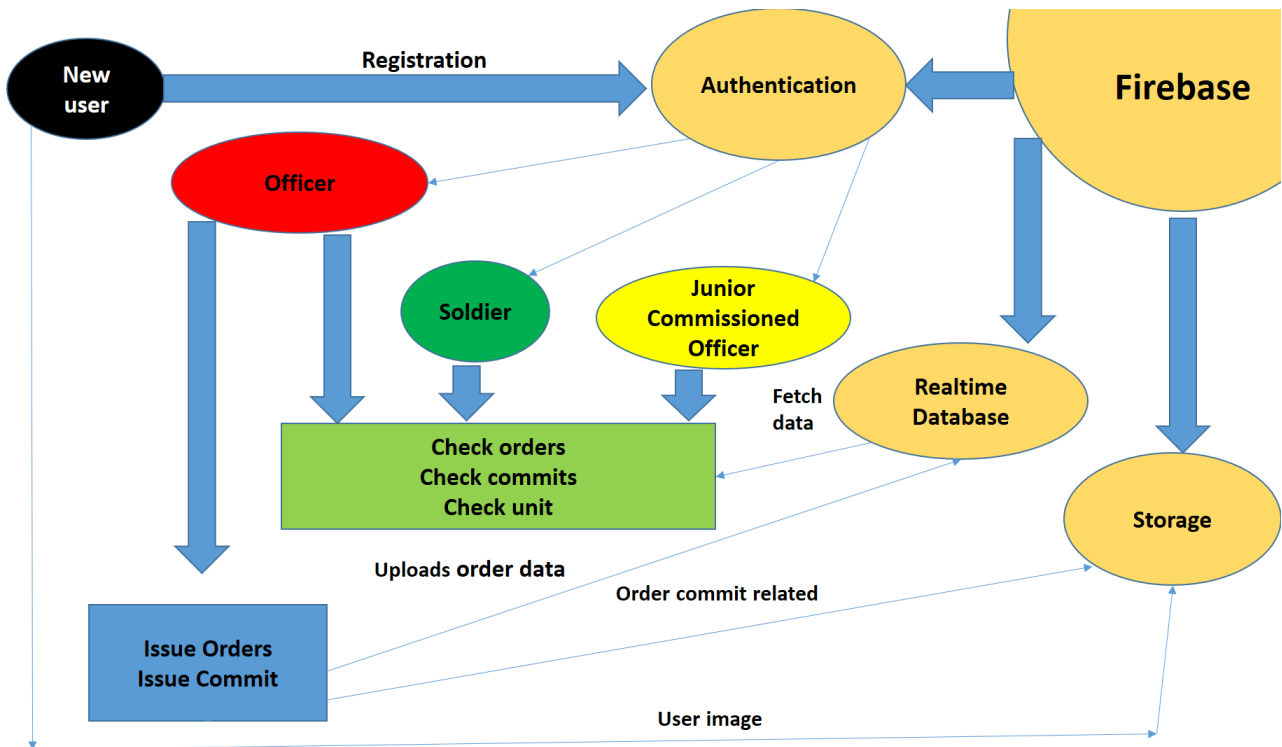 New
user
Registration
Authentication
Firebase
Officer
Soldier
Junior
Commissioned
Officer
Realtime
Database
Fetch
data
Check orders
Check commits
Check unit
Storage
Uploads order data
Order commit related
Issue Orders
Issue Commit
User image